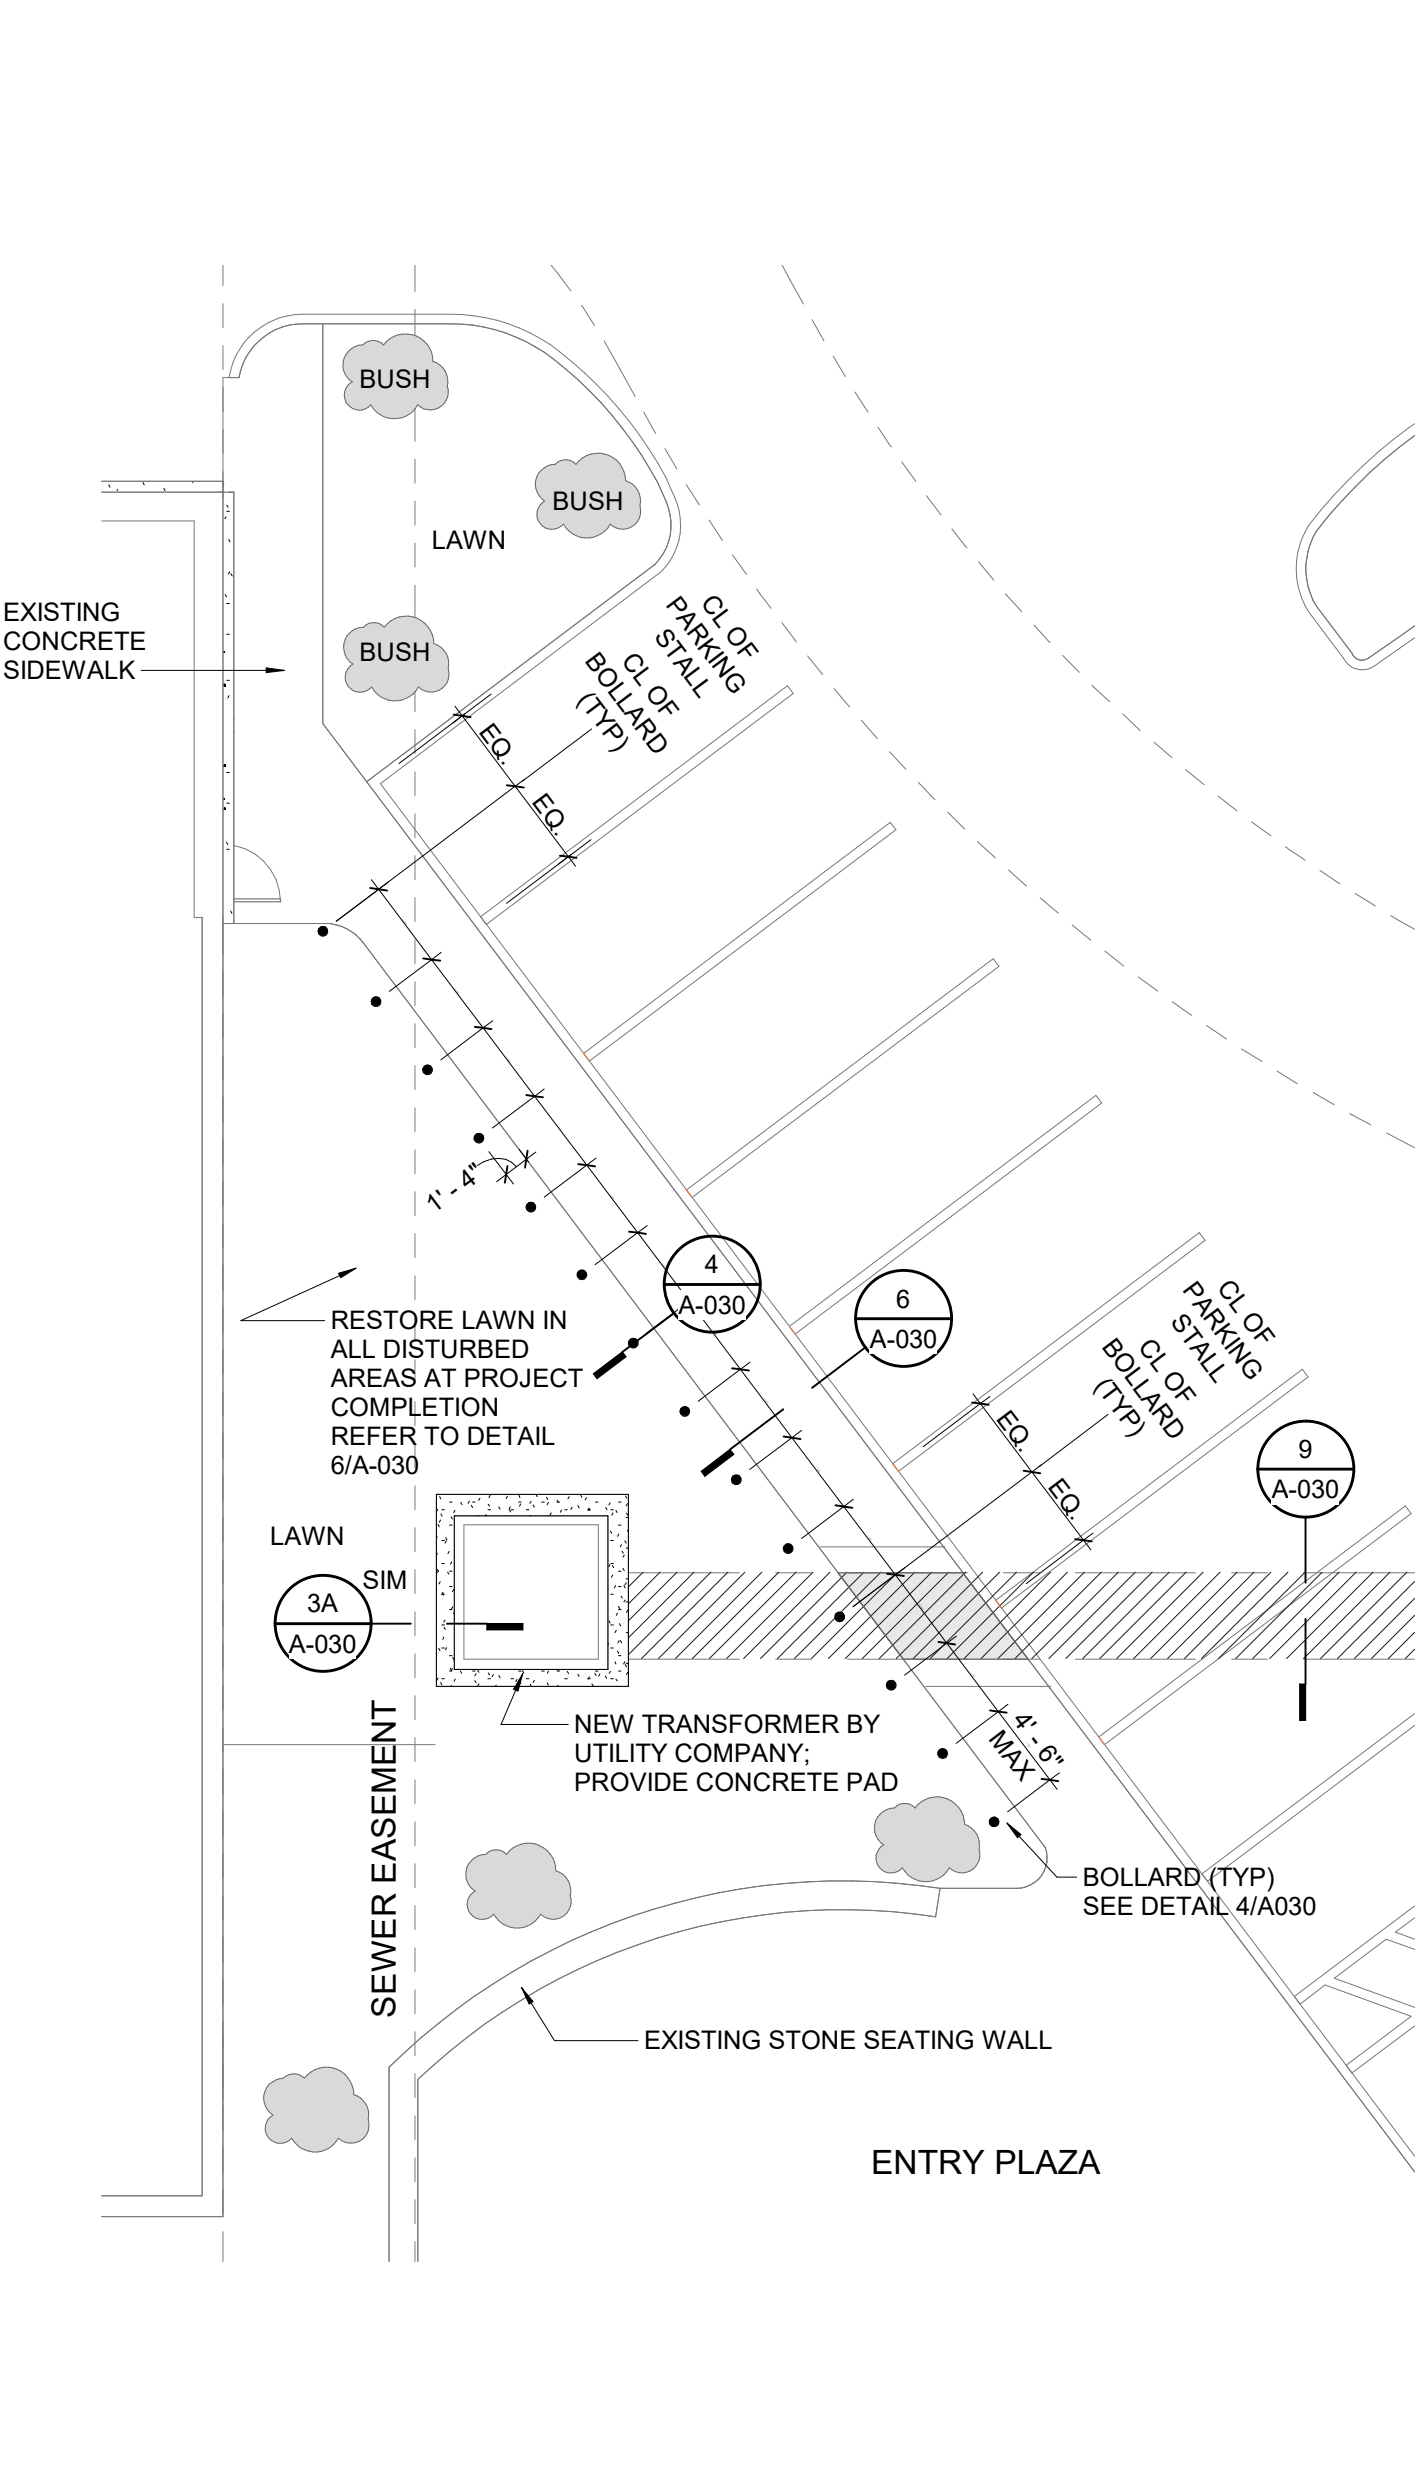 BUSH
BUSH
LAWN
EXISTING
CONCRETE
SIDEWALK
BUSH
CL OF
PARKING
STALL
CL OF
BOLLARD
(TYP)
EQ.
EQ.
1' - 4"
4
A-030
6
A-030
RESTORE LAWN IN
ALL DISTURBED
AREAS AT PROJECT
COMPLETION
REFER TO DETAIL
6/A-030
CL OF
PARKING
STALL
CL OF
BOLLARD
(TYP)
EQ.
EQ.
9
A-030
LAWN
SIM
3A
A-030
NEW TRANSFORMER BY
UTILITY COMPANY;
PROVIDE CONCRETE PAD
4' - 6"
MAX
SEWER EASEMENT
BOLLARD (TYP)
SEE DETAIL 4/A030
EXISTING STONE SEATING WALL
ENTRY PLAZA